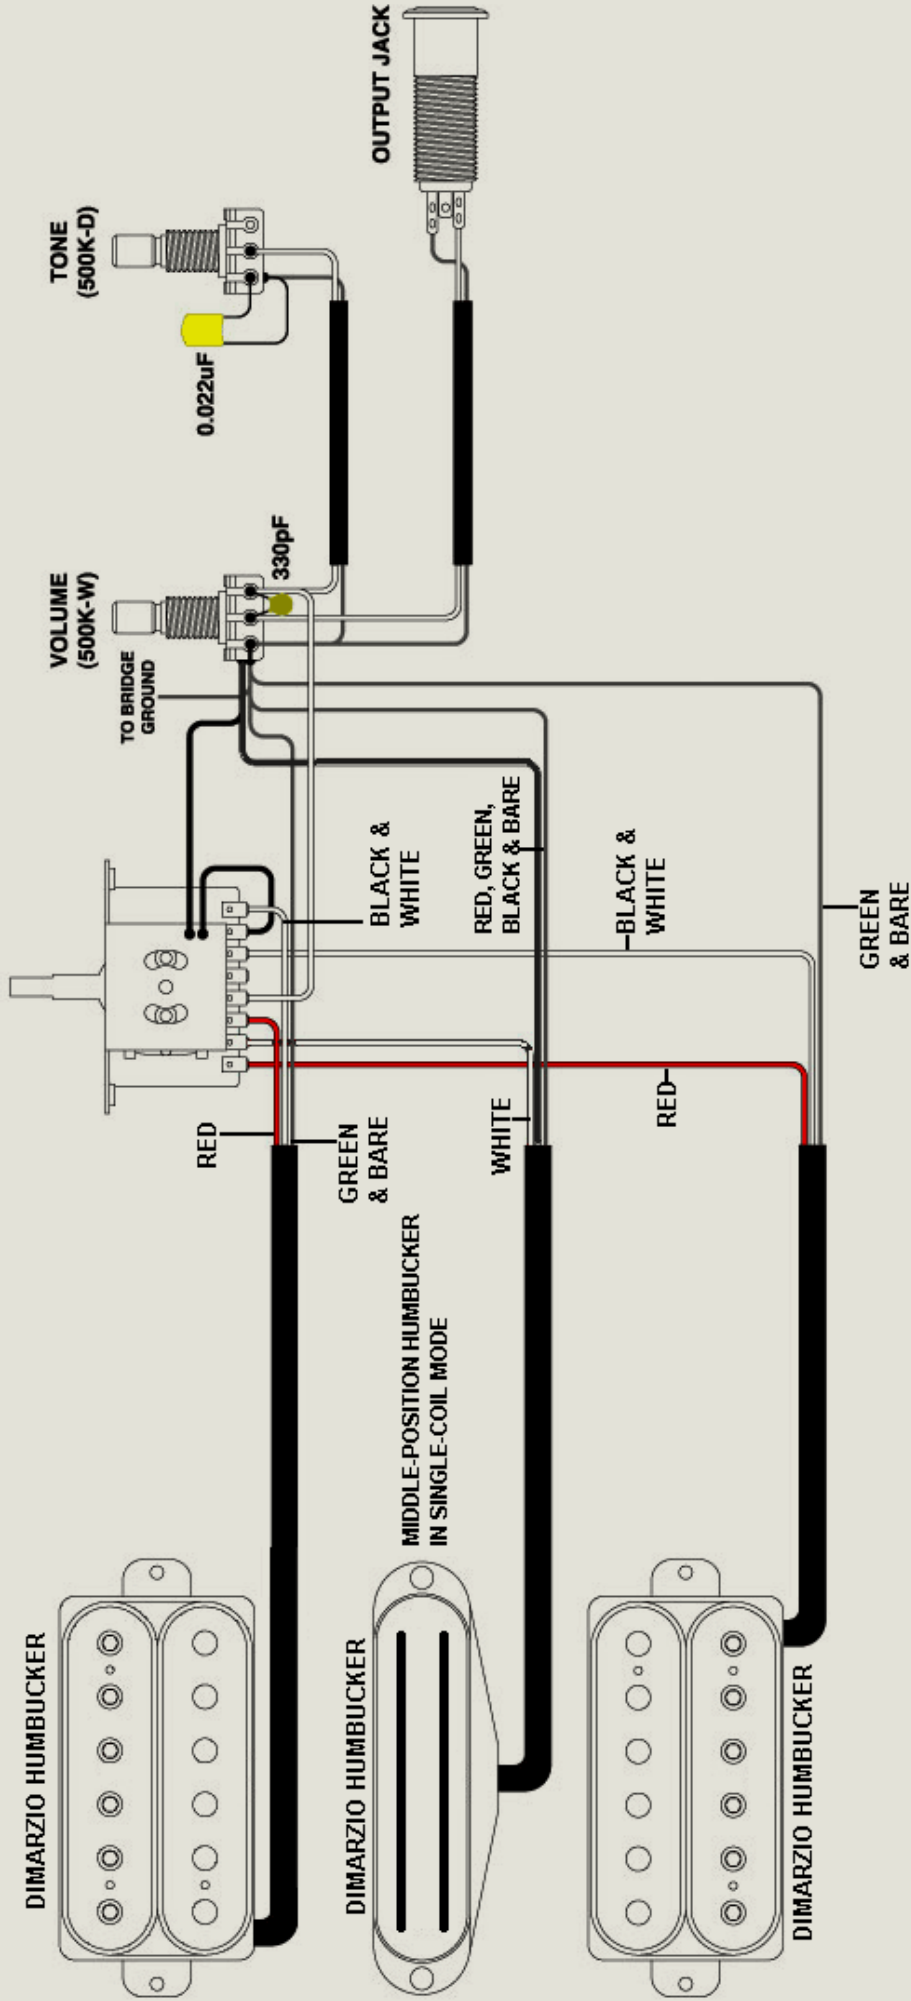 DIMARZIO HUMBUCKER
DIMARZIO HUMBUCKER
MIDDLE-POSITION HUMBUCKER
IN SINGLE-COIL MODE
DIMARZIO HUMBUCKER
RED
GREEN
& BARE
WHITE
RED
BLACK &
WHITE
RED, GREEN,
BLACK & BARE
BLACK &
WHITE
GREEN
& BARE
TO BRIDGE
GROUND
VOLUME
(500K-W)
330pF
0.022uF
TONE
(500K-D)
OUTPUT JACK